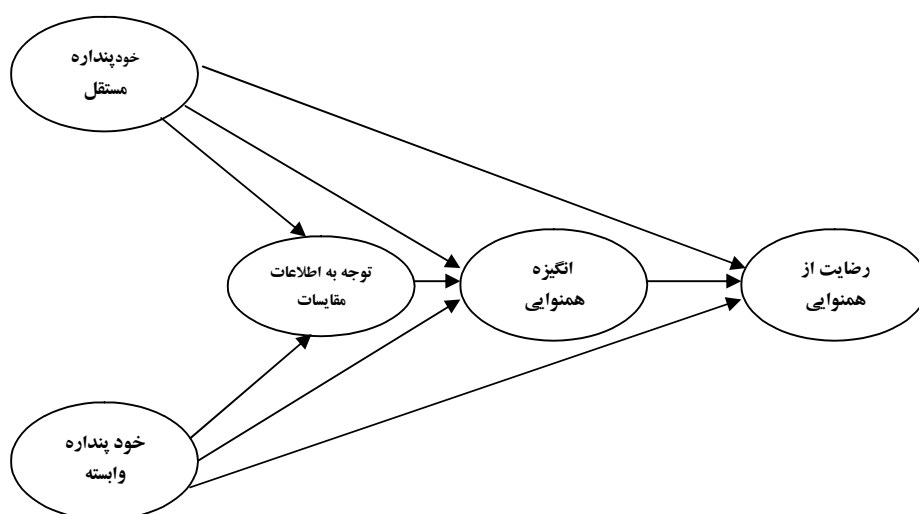 خودپنداره
مستقل
توجه به اطلاعات
مقایسات
انگیزه
همنوایی
رضایت از
همنوایی
خود پنداره
وابسته